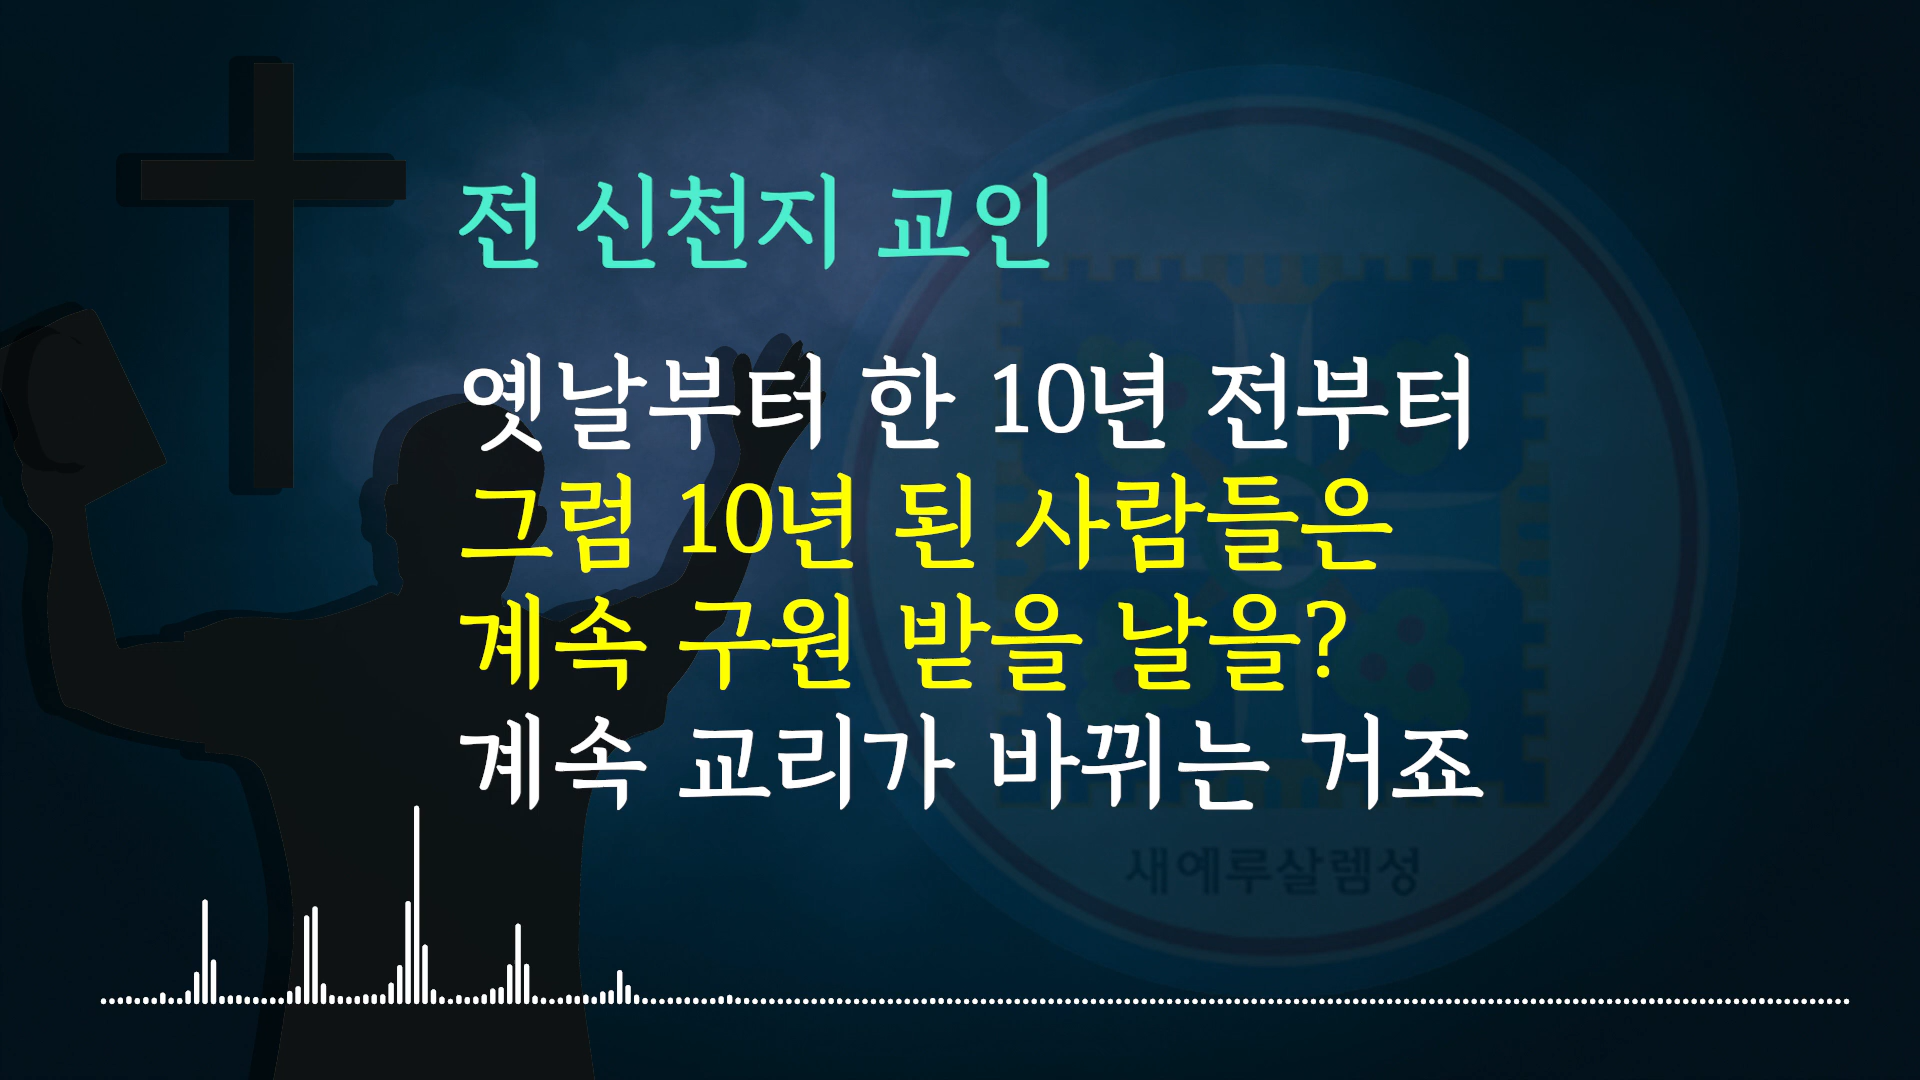 전 신천지 교인
옛날부터 한 10년 전부터
그럼 10년 된 사람들은
계속 구원 받을 날을?
계속 교리가 바뀌는 거죠
새예루살렘성